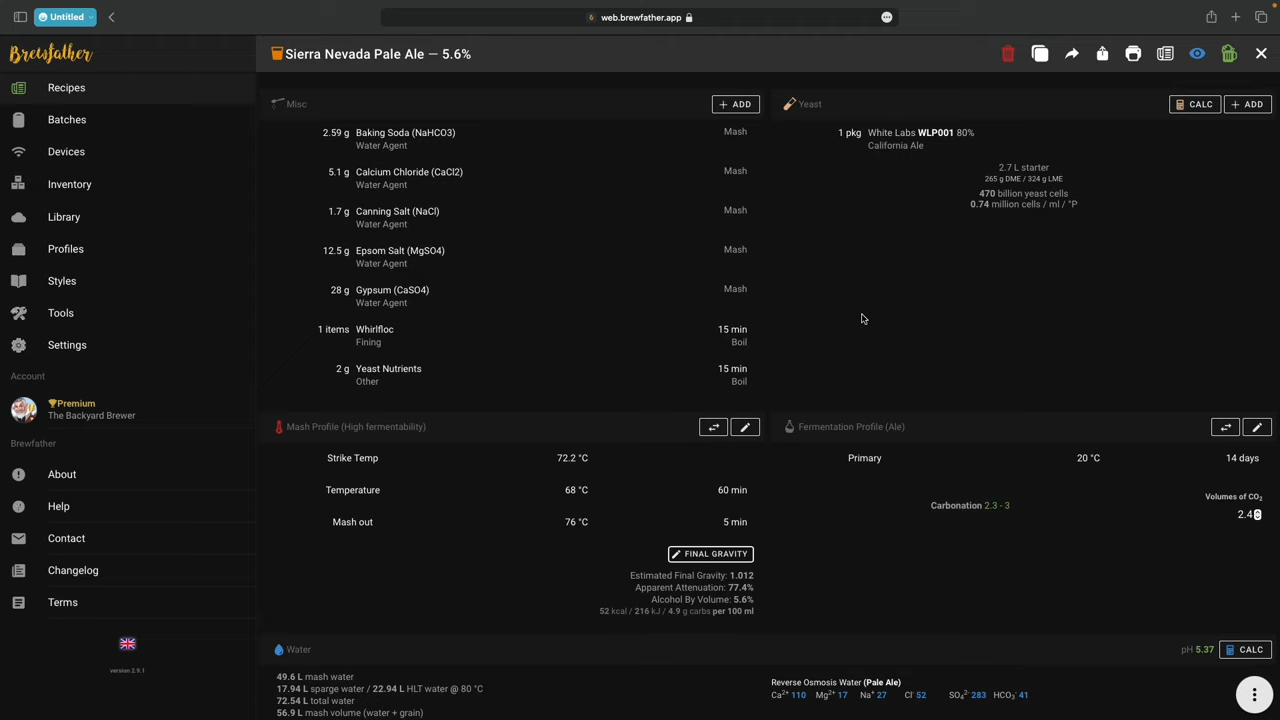 Untitled
web.brewfather.app
Brewfather
Sierra Nevada Pale Ale — 5.6%
Recipes
Batches
Devices
Inventory
Library
Profiles
Styles
Tools
Settings
Account
Premium
The Backyard Brewer
Brewfather
About
Help
Contact
Changelog
Terms
version 2.9.1
Misc
+ ADD
2.59 g Baking Soda (NaHCO3) Mash
Water Agent
5.1 g Calcium Chloride (CaCl2) Mash
Water Agent
1.7 g Canning Salt (NaCl) Mash
Water Agent
12.5 g Epsom Salt (MgSO4) Mash
Water Agent
28 g Gypsum (CaSO4) Mash
Water Agent
1 items Whirlfloc 15 min
Fining Boil
2 g Yeast Nutrients 15 min
Other Boil
Yeast
CALC + ADD
1 pkg White Labs WLP001 80%
California Ale
2.7 L starter
265 g DME / 324 g LME
470 billion yeast cells
0.74 million cells / ml / °P
Mash Profile (High fermentability)
Strike Temp 72.2 °C
Temperature 68 °C 60 min
Mash out 76 °C 5 min
FINAL GRAVITY
Estimated Final Gravity: 1.012
Apparent Attenuation: 77.4%
Alcohol By Volume: 5.6%
52 kcal / 216 kJ / 4.9 g carbs per 100 ml
Fermentation Profile (Ale)
Primary 20 °C 14 days
Carbonation 2.3 - 3
Volumes of CO2
2.4
Water
pH 5.37 CALC
49.6 L mash water
17.94 L sparge water / 22.94 L HLT water @ 80 °C
72.54 L total water
56.9 L mash volume (water + grain)
Reverse Osmosis Water (Pale Ale)
Ca2+ 110 Mg2+ 17 Na+ 27 Cl- 52 SO42- 283 HCO3- 41